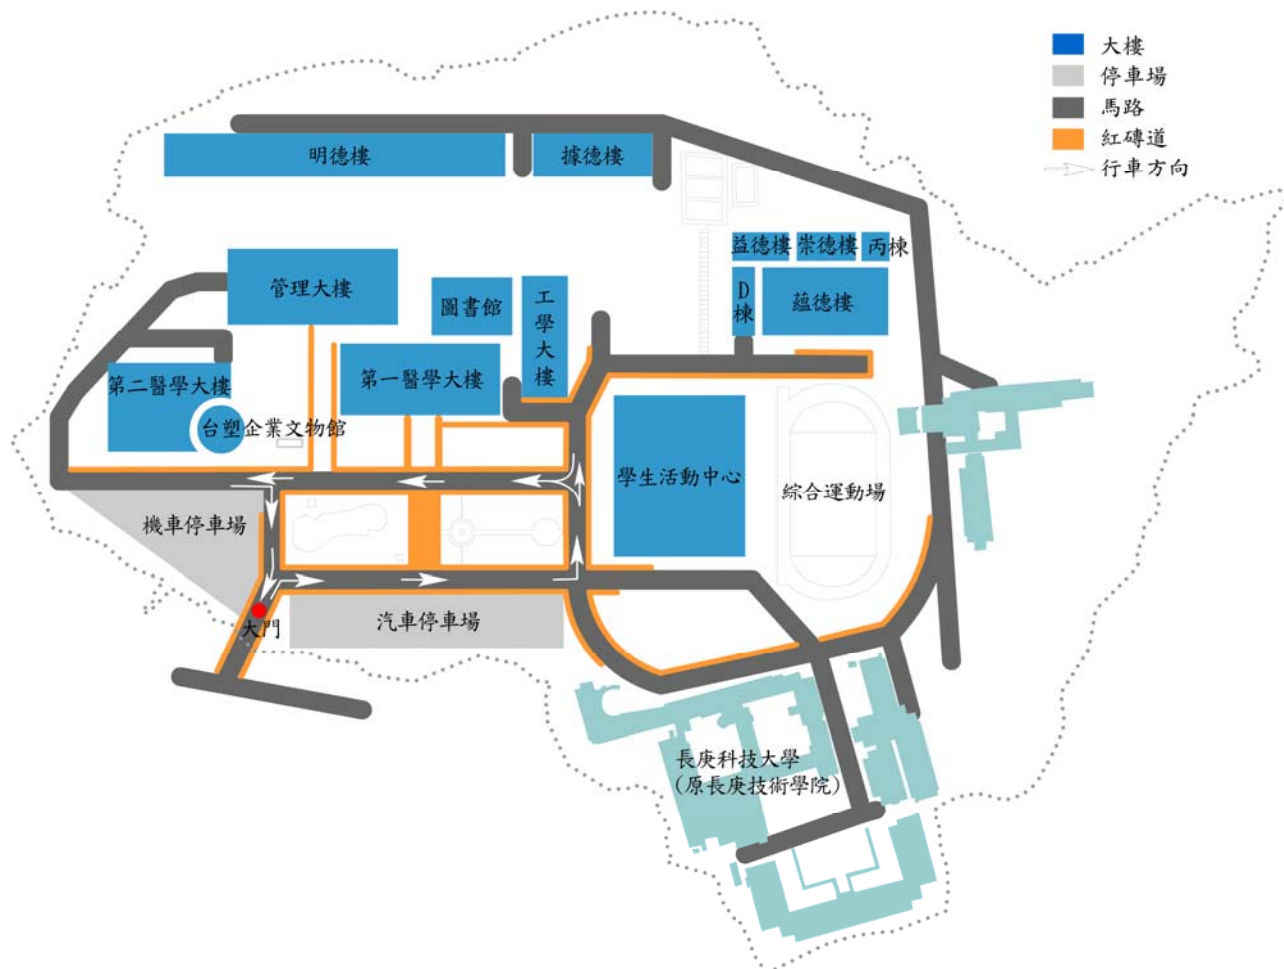 大樓
停車場
馬路
紅磚道
行車方向
明德樓
據德樓
益德樓
崇德樓
丙棟
D棟
蘊德樓
管理大樓
圖書館
工學大樓
第一醫學大樓
第二醫學大樓
台塑企業文物館
學生活動中心
綜合運動場
機車停車場
汽車停車場
大門
長庚科技大學
（原長庚技術學院）